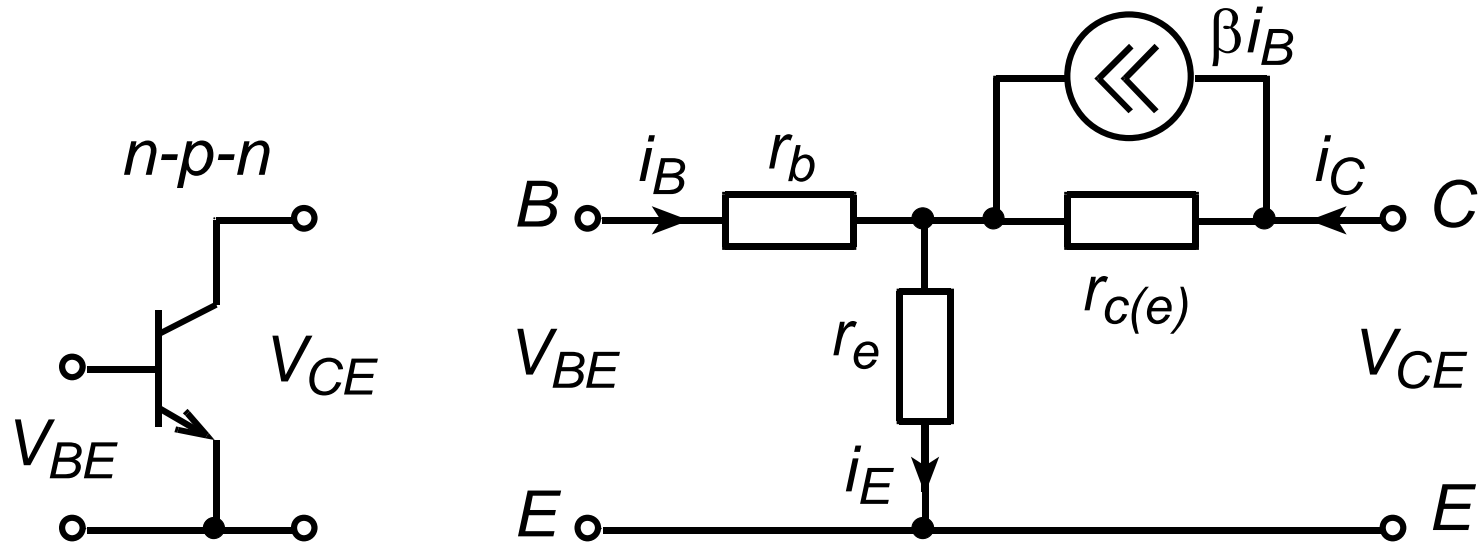 n-p-n
V_CE
V_BE
βi_B
i_B
r_b
i_C
B
C
r_c(e)
V_BE
r_e
V_CE
i_E
E
E